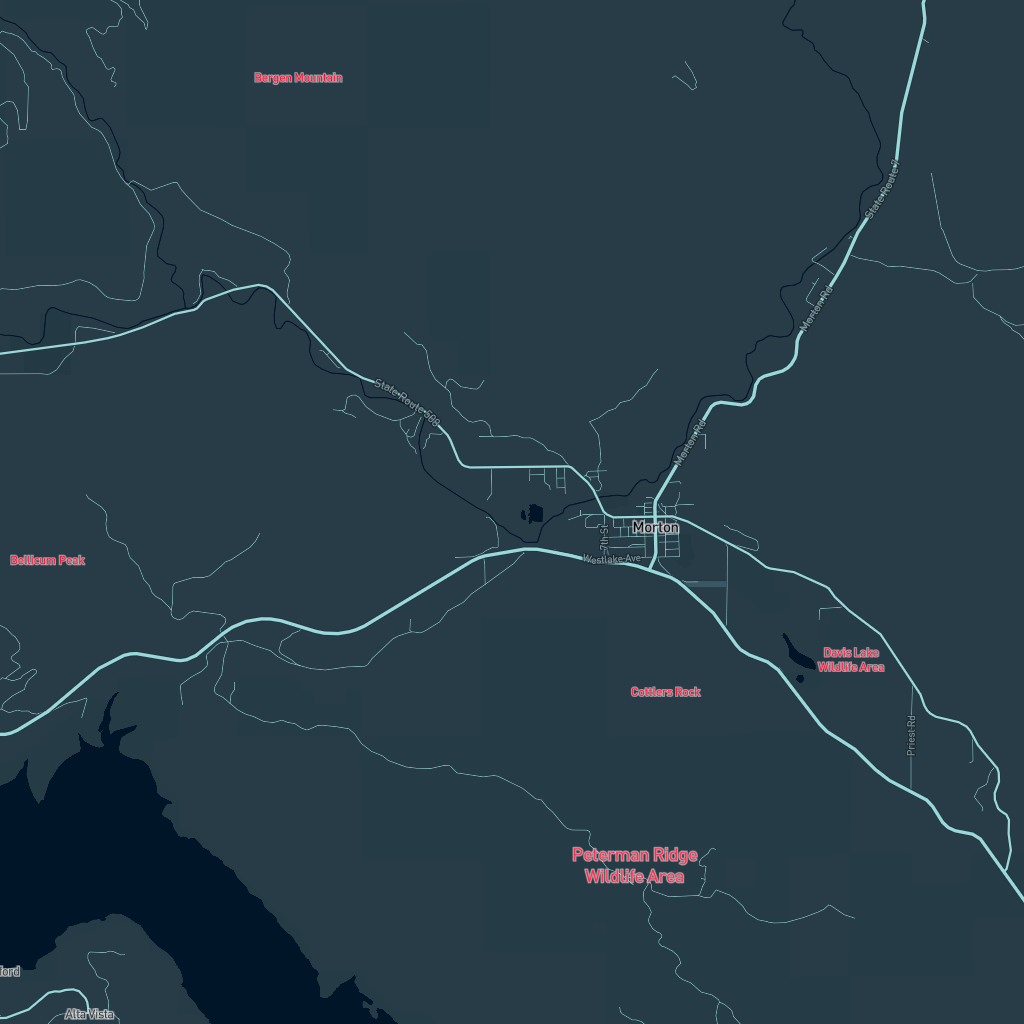 Bergen Mountain
State Route 7
Morton Rd
State Route 508
Morton Rd
Morton
7th St
Westlake Ave
Bellicum Peak
Davis Lake
Wildlife Area
Cottlers Rock
Priest Rd
Peterman Ridge
Wildlife Area
Alta Vista